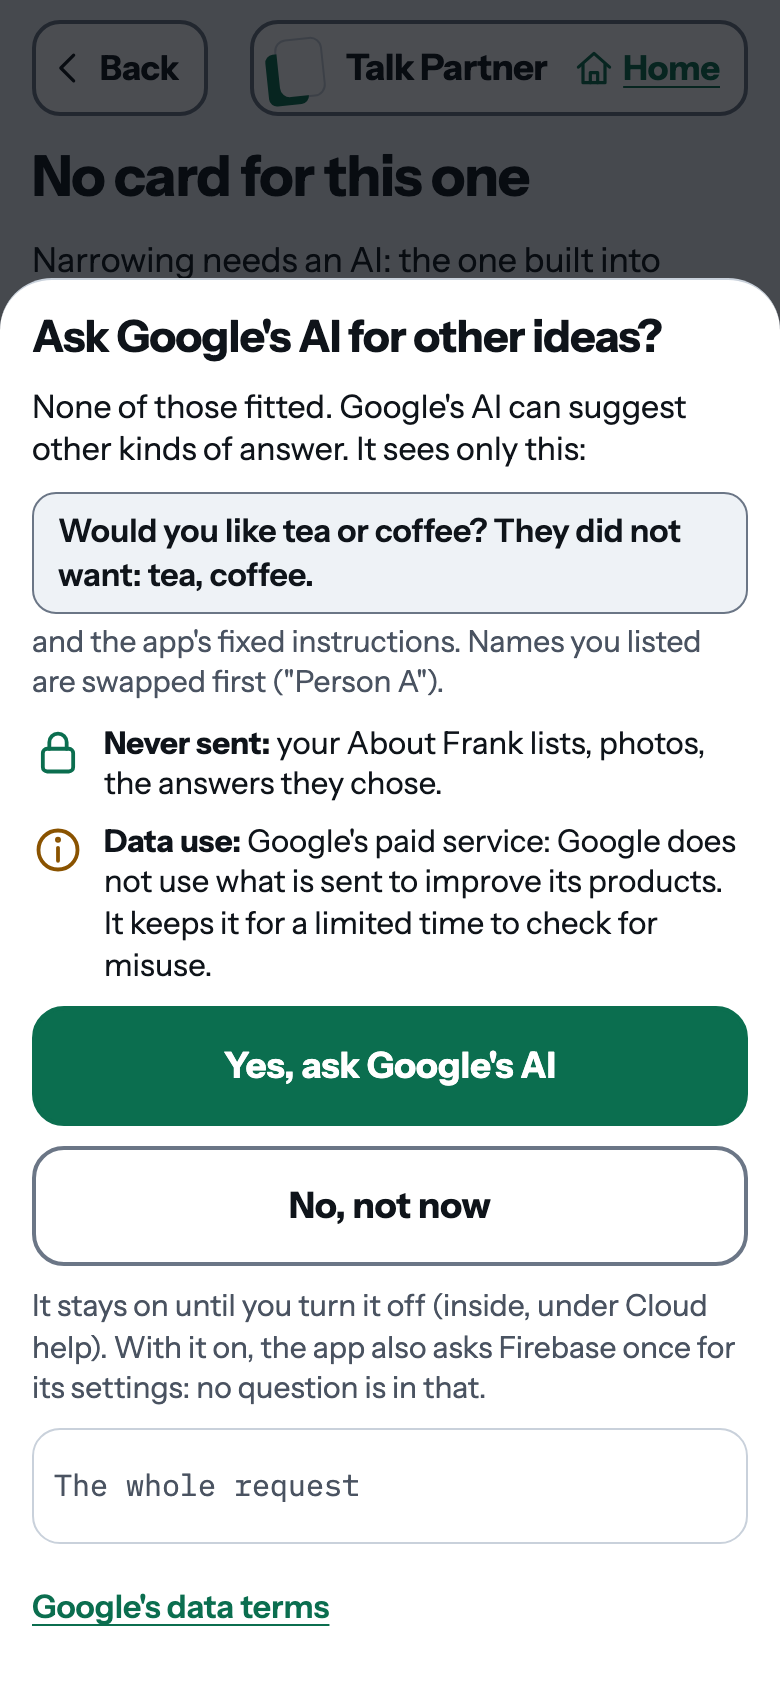 Back
Talk Partner
Home
No card for this one
Narrowing needs an AI: the one built into
Ask Google's AI for other ideas?
None of those fitted. Google's AI can suggest
other kinds of answer. It sees only this:
Would you like tea or coffee? They did not
want: tea, coffee.
and the app's fixed instructions. Names you listed
are swapped first ("Person A").
Never sent: your About Frank lists, photos,
the answers they chose.
Data use: Google's paid service: Google does
not use what is sent to improve its products.
It keeps it for a limited time to check for
misuse.
Yes, ask Google's AI
No, not now
It stays on until you turn it off (inside, under Cloud
help). With it on, the app also asks Firebase once for
its settings: no question is in that.
The whole request
Google's data terms